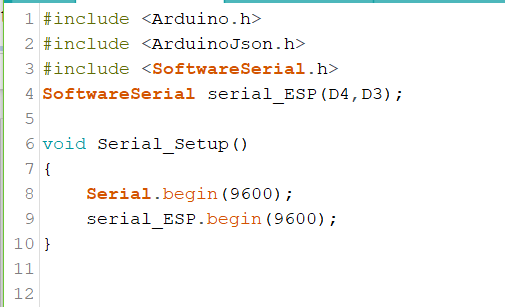 1 #include <Arduino.h>
2 #include <ArduinoJson.h>
3 #include <SoftwareSerial.h>
4 SoftwareSerial serial_ESP(D4,D3);
5
6 void Serial_Setup()
7 {
8     Serial.begin(9600);
9     serial_ESP.begin(9600);
10 }
11
12